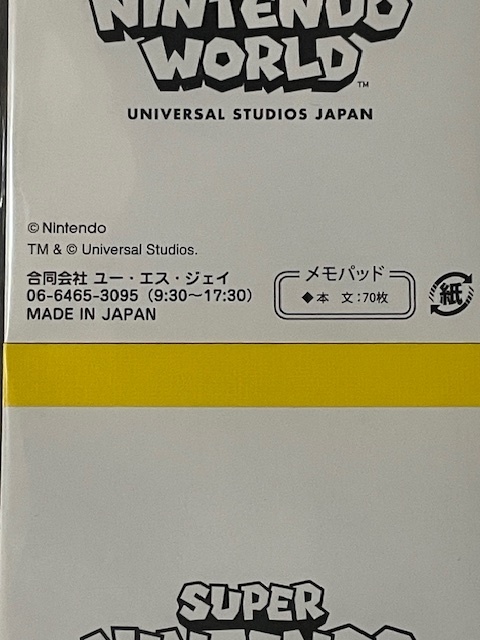 NINTENDO
WORLD™
UNIVERSAL STUDIOS JAPAN
© Nintendo
TM & © Universal Studios.
合同会社 ユー・エス・ジェイ
06-6465-3095（9:30～17:30）
MADE IN JAPAN
メモパッド
◆本 文：70枚
紙
SUPER
NINTENDO